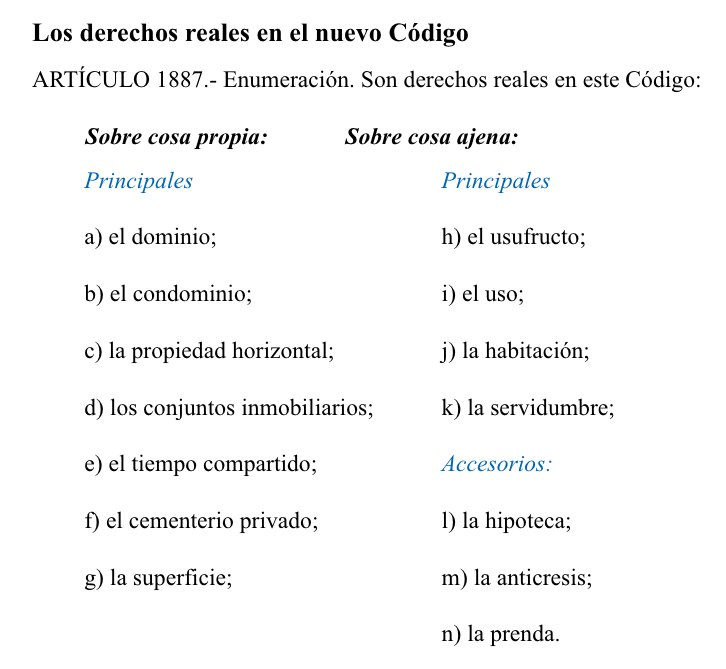 Los derechos reales en el nuevo Código
ARTÍCULO 1887.- Enumeración. Son derechos reales en este Código:
Sobre cosa propia: Sobre cosa ajena:
Principales Principales
a) el dominio; h) el usufructo;
b) el condominio; i) el uso;
c) la propiedad horizontal; j) la habitación;
d) los conjuntos inmobiliarios; k) la servidumbre;
e) el tiempo compartido; Accesorios:
f) el cementerio privado; l) la hipoteca;
g) la superficie; m) la anticresis;
n) la prenda.